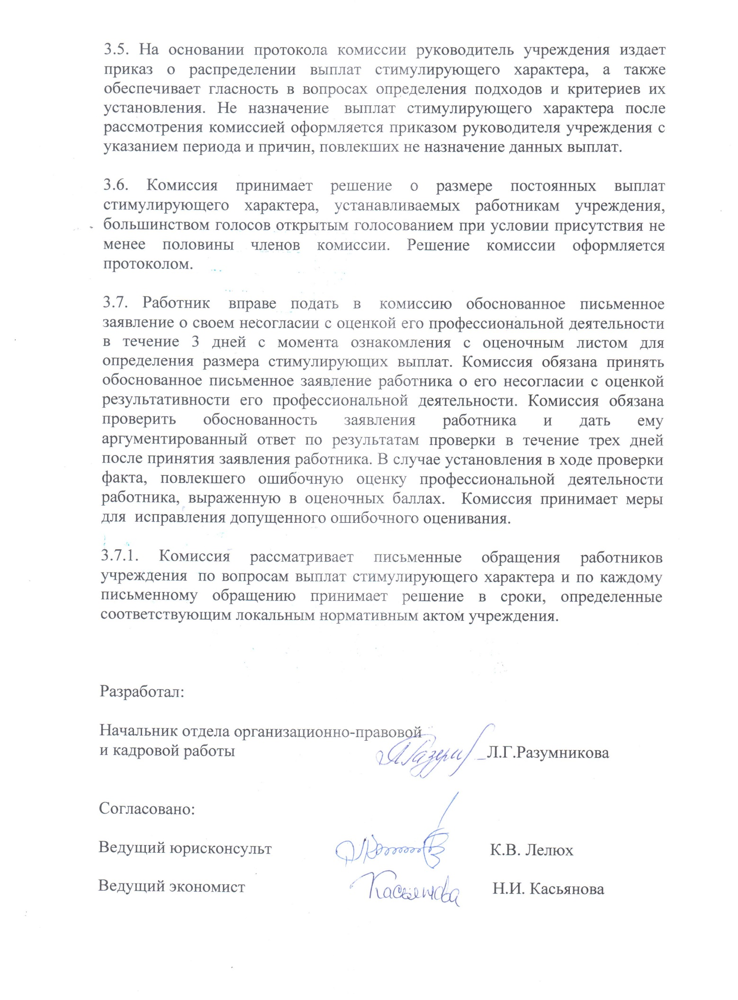 3.5. На основании протокола комиссии руководитель учреждения издает
приказ о распределении выплат стимулирующего характера, а также
обеспечивает гласность в вопросах определения подходов и критериев их
установления. Не назначение выплат стимулирующего характера после
рассмотрения комиссией оформляется приказом руководителя учреждения с
указанием периода и причин, повлекших не назначение данных выплат.
3.6. Комиссия принимает решение о размере постоянных выплат
стимулирующего характера, устанавливаемых работникам учреждения,
большинством голосов открытым голосованием при условии присутствия не
менее половины членов комиссии. Решение комиссии оформляется
протоколом.
3.7. Работник вправе подать в комиссию обоснованное письменное
заявление о своем несогласии с оценкой его профессиональной деятельности
в течение 3 дней с момента ознакомления с оценочным листом для
определения размера стимулирующих выплат. Комиссия обязана принять
обоснованное письменное заявление работника о его несогласии с оценкой
результативности его профессиональной деятельности. Комиссия обязана
проверить обоснованность заявления работника и дать ему
аргументированный ответ по результатам проверки в течение трех дней
после принятия заявления работника. В случае установления в ходе проверки
факта, повлекшего ошибочную оценку профессиональной деятельности
работника, выраженную в оценочных баллах. Комиссия принимает меры
для исправления допущенного ошибочного оценивания.
3.7.1. Комиссия рассматривает письменные обращения работников
учреждения по вопросам выплат стимулирующего характера и по каждому
письменному обращению принимает решение в сроки, определенные
соответствующим локальным нормативным актом учреждения.
Разработал:
Начальник отдела организационно-правовой
и кадровой работы _Л.Г.Разумникова
Согласовано:
Ведущий юрисконсульт К.В. Лелюх
Ведущий экономист Касьянова Н.И. Касьянова